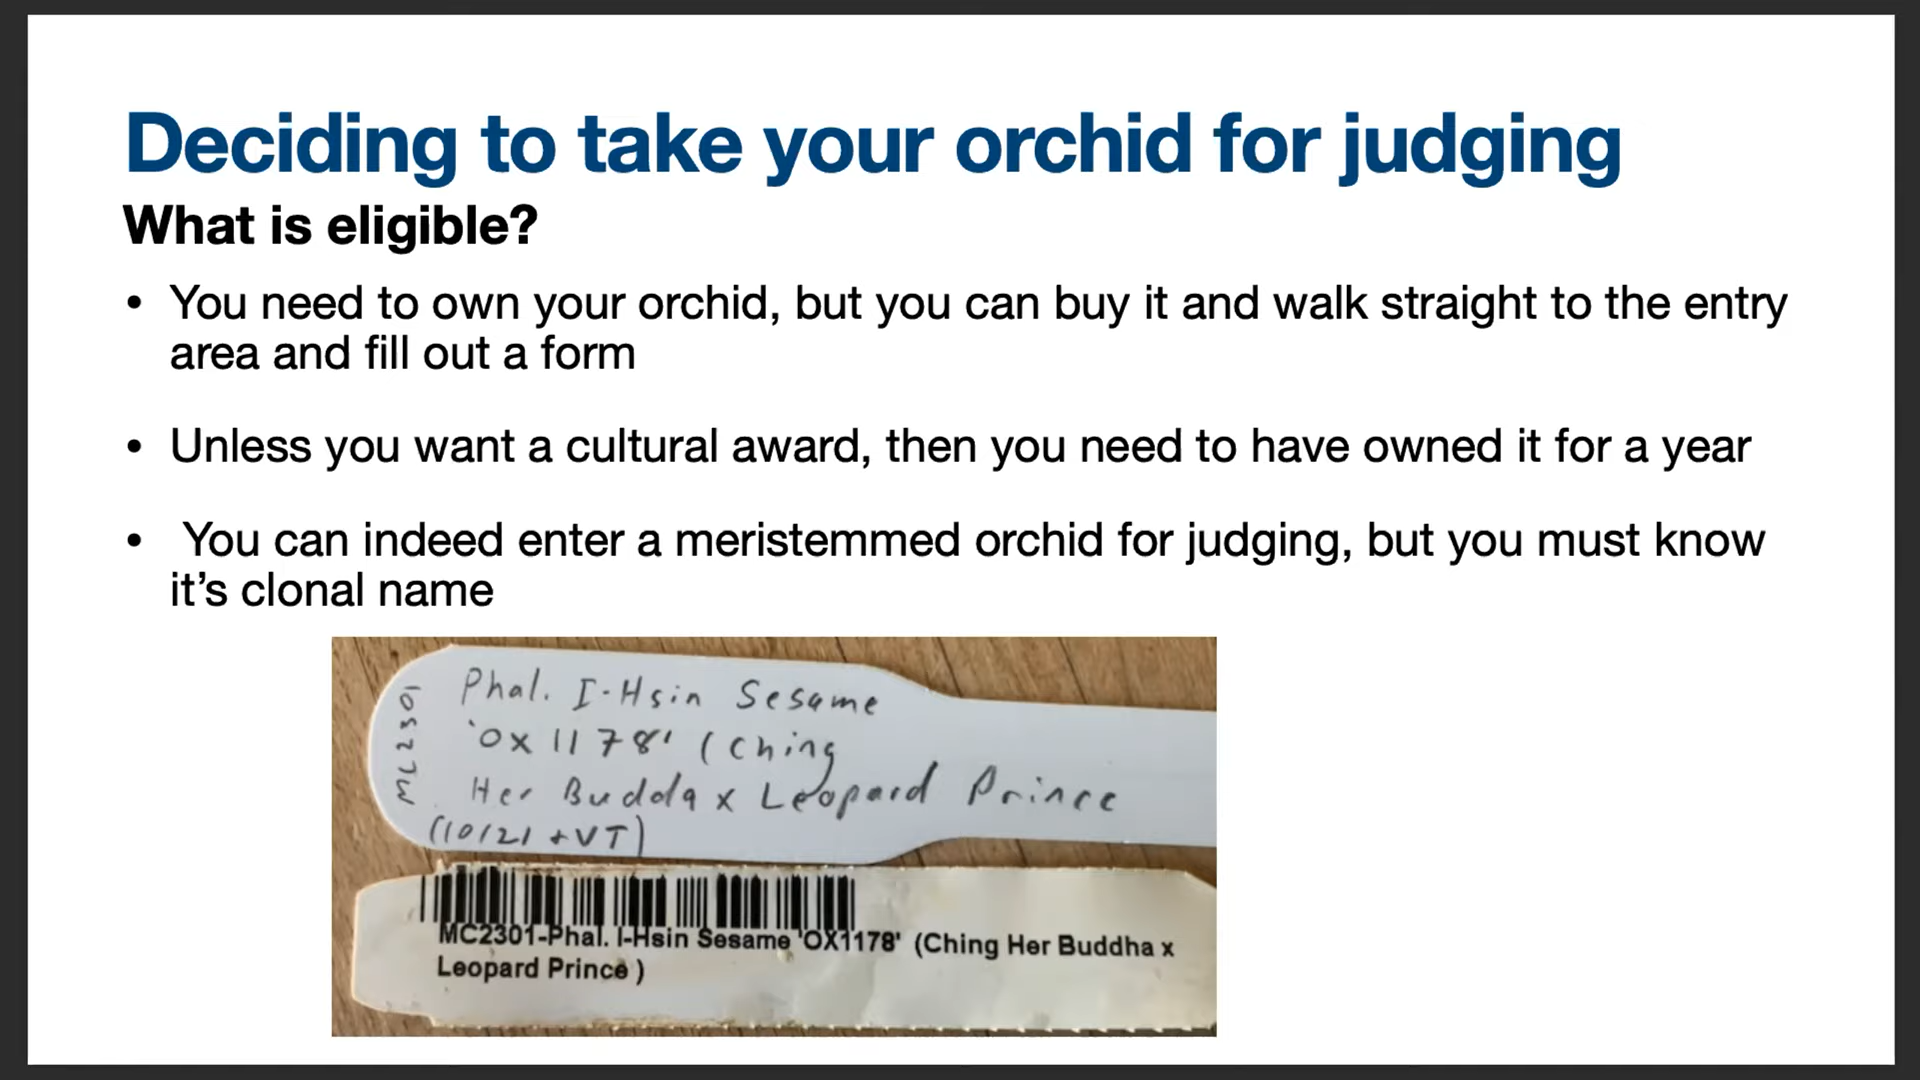 Deciding to take your orchid for judging
What is eligible?
• You need to own your orchid, but you can buy it and walk straight to the entry
area and fill out a form
• Unless you want a cultural award, then you need to have owned it for a year
• You can indeed enter a meristemmed orchid for judging, but you must know
it’s clonal name
MC2301
Phal. I-Hsin Sesame
'OX1178' (Ching
Her Budda x Leopard Prince
(10/21 +VT)
MC2301-Phal. I-Hsin Sesame 'OX1178' (Ching Her Buddha x
Leopard Prince )